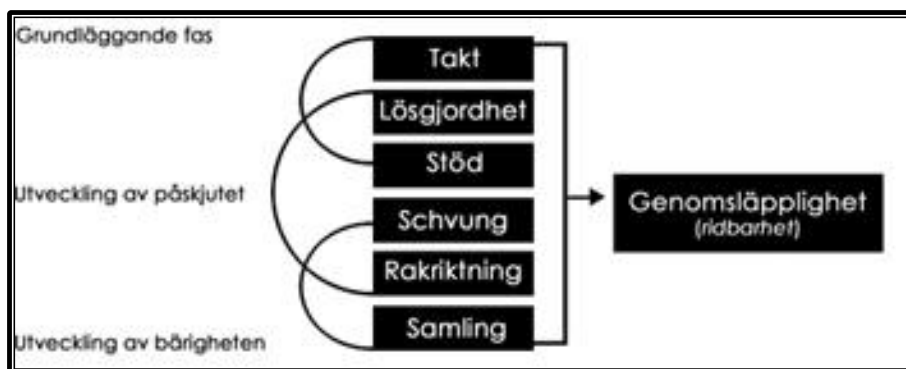 Grundläggande fas
Takt
Lösgjordhet
Stöd
Utveckling av påskjutet
Schvung
Rakriktning
Samling
Utveckling av bärigheten
Genomsläpplighet
(ridbarhet)